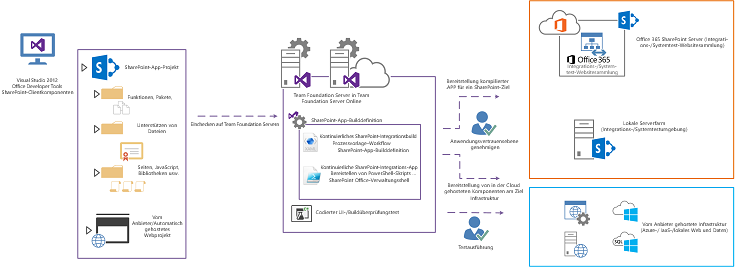 Visual Studio 2012
Office Developer Tools
SharePoint-Clientkomponenten
SharePoint-App-Projekt
Funktionen, Pakete,
Unterstützen von
Dateien
Seiten, JavaScript,
Bibliotheken usw.
Vom
Anbieter/Automatisch
gehostetes
Webprojekt
Einchecken auf Team Foundation Servern
Team Foundation Server in Team
Foundation Server Online
SharePoint-App-Builddefinition
Kontinuierliches SharePoint-Integrationsbuild
Prozessvorlage-Workflow
SharePoint-App-Builddefinition
Kontinuierliche SharePoint-Integrations-App
Bereitstellen von PowerShell-Skripts ...
SharePoint Office-Verwaltungsshell
Codierter UI-/Buildüberprüfungstest
Bereitstellung kompilierter
APP für ein SharePoint-Ziel
Anwendungsvertrauensebene
genehmigen
Bereitstellung von in der Cloud
gehosteten Komponenten am Ziel
Infrastruktur
Testausführung
Office 365
Integrations-/System-
test-Websitesammlung
Office 365 SharePoint Server (Integrati-
ons-/Systemtest-Websitesammlung)
Lokale Serverfarm
(Integrations-/Systemtestumgebung)
SQL
Vom Anbieter gehostete Infrastruktur
(Azure-/ IaaS-/lokales Web und Daten)